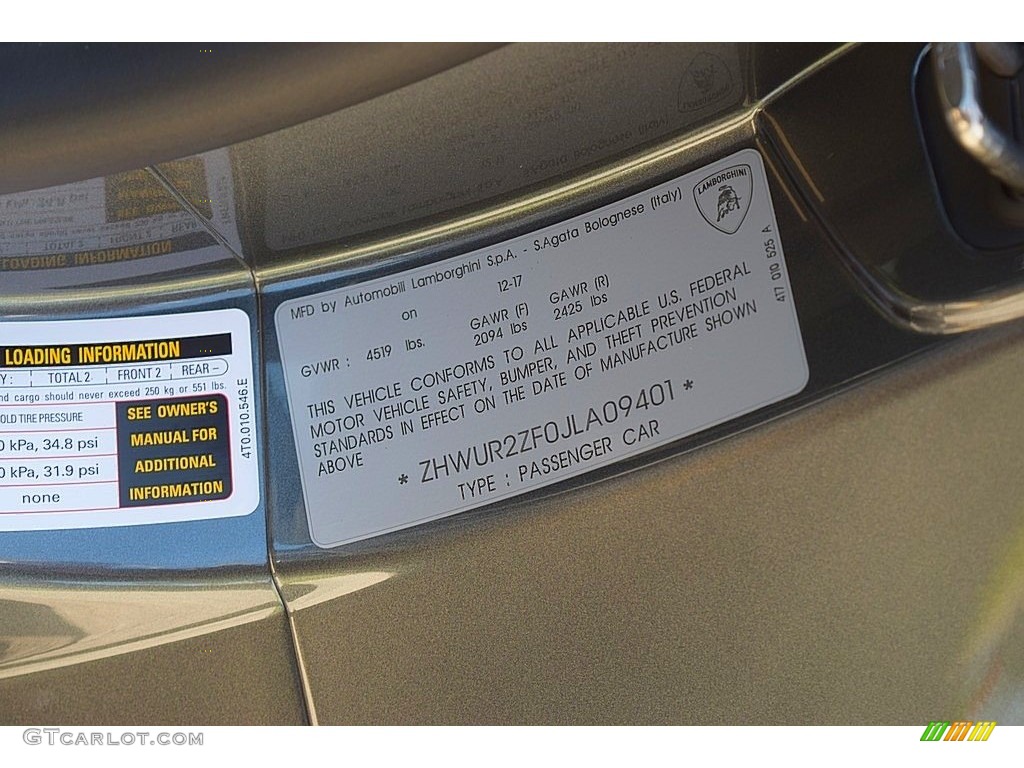 LAMBORGHINI
MFD by Automobili Lamborghini S.p.A. - S.Agata Bolognese (Italy)
on 12-17
GAWR (F) GAWR (R)
GVWR : 4519 lbs. 2094 lbs 2425 lbs
THIS VEHICLE CONFORMS TO ALL APPLICABLE U.S. FEDERAL
MOTOR VEHICLE SAFETY, BUMPER, AND THEFT PREVENTION
STANDARDS IN EFFECT ON THE DATE OF MANUFACTURE SHOWN
ABOVE
* ZHWUR2ZF0JLA09401 *
TYPE : PASSENGER CAR
4T7 010 525 A
LOADING INFORMATION
Y: TOTAL 2 FRONT 2 REAR -
nd cargo should never exceed 250 kg or 551 lbs.
OLD TIRE PRESSURE
0 kPa, 34.8 psi
0 kPa, 31.9 psi
none
SEE OWNER'S
MANUAL FOR
ADDITIONAL
INFORMATION
4T0.010.546.E
GTCARLOT.COM